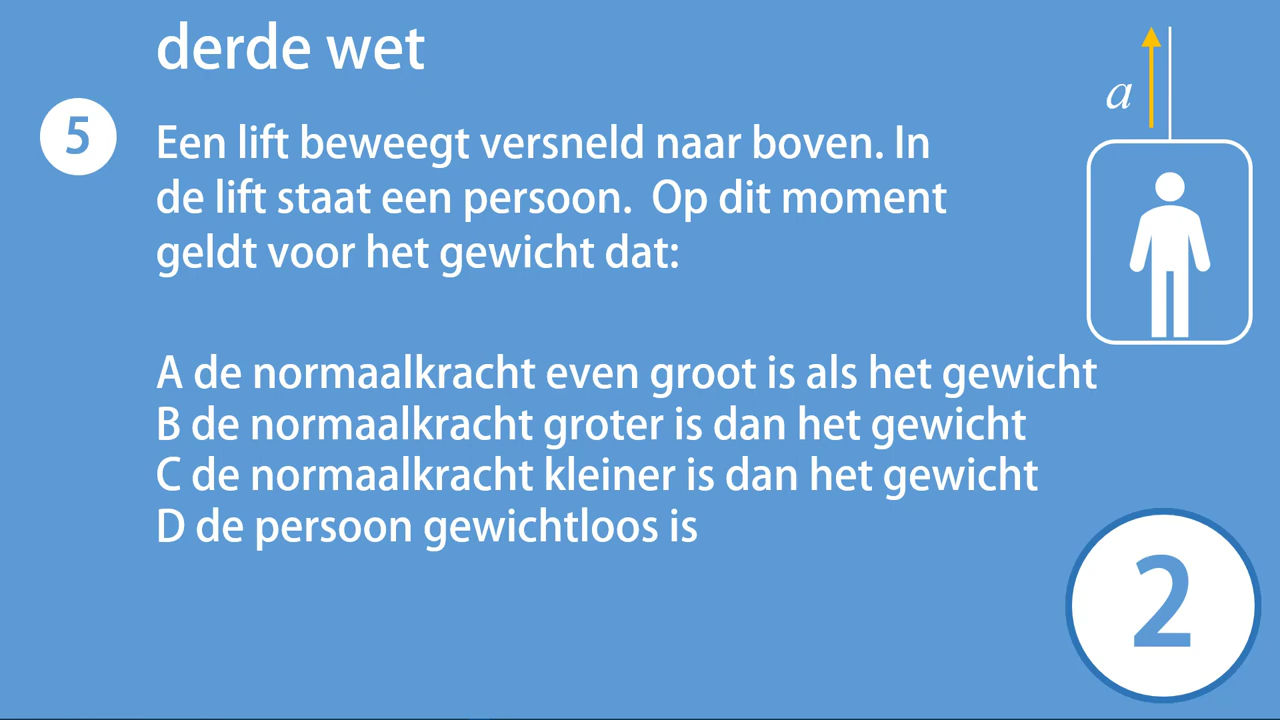 derde wet
5
Een lift beweegt versneld naar boven. In
de lift staat een persoon.  Op dit moment
geldt voor het gewicht dat:
a
A de normaalkracht even groot is als het gewicht
B de normaalkracht groter is dan het gewicht
C de normaalkracht kleiner is dan het gewicht
D de persoon gewichtloos is
2